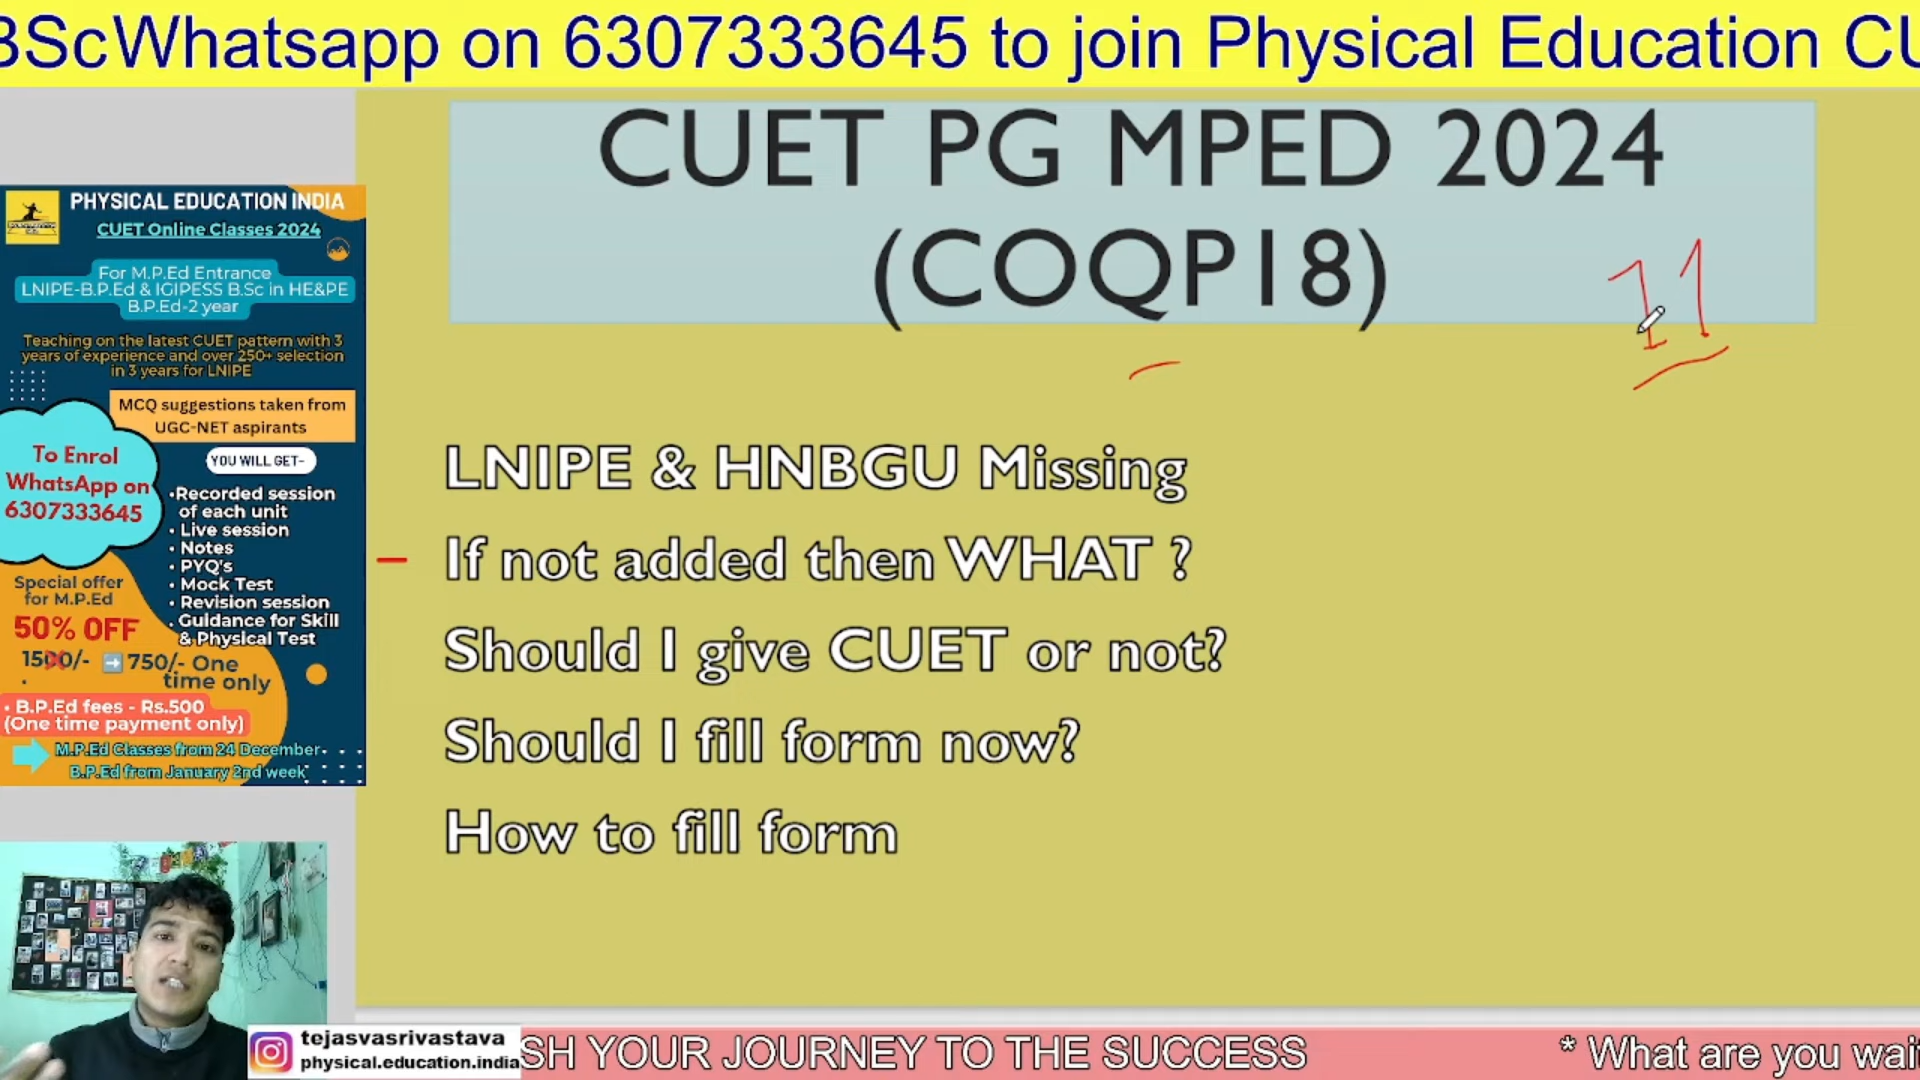 BScWhatsapp on 6307333645 to join Physical Education CU
CUET PG MPED 2024
(COQP18)
11
LNIPE & HNBGU Missing
If not added then WHAT ?
Should I give CUET or not?
Should I fill form now?
How to fill form
PHYSICAL EDUCATION INDIA
CUET Online Classes 2024
For M.P.Ed Entrance
LNIPE-B.P.Ed & IGIPESS B.Sc in HE&PE
B.P.Ed-2 year
Teaching on the latest CUET pattern with 3
years of experience and over 250+ selection
in 3 years for LNIPE
MCQ suggestions taken from
UGC-NET aspirants
To Enrol
WhatsApp on
6307333645
YOU WILL GET-
•Recorded session
of each unit
• Live session
• Notes
• PYQ's
• Mock Test
• Revision session
• Guidance for Skill
& Physical Test
Special offer
for M.P.Ed
50% OFF
1500/- ➡ 750/- One
time only
• B.P.Ed fees - Rs.500
(One time payment only)
M.P.Ed Classes from 24 December
B.P.Ed from January 2nd week
tejasvasrivastava
physical.education.india
SH YOUR JOURNEY TO THE SUCCESS
* What are you wai